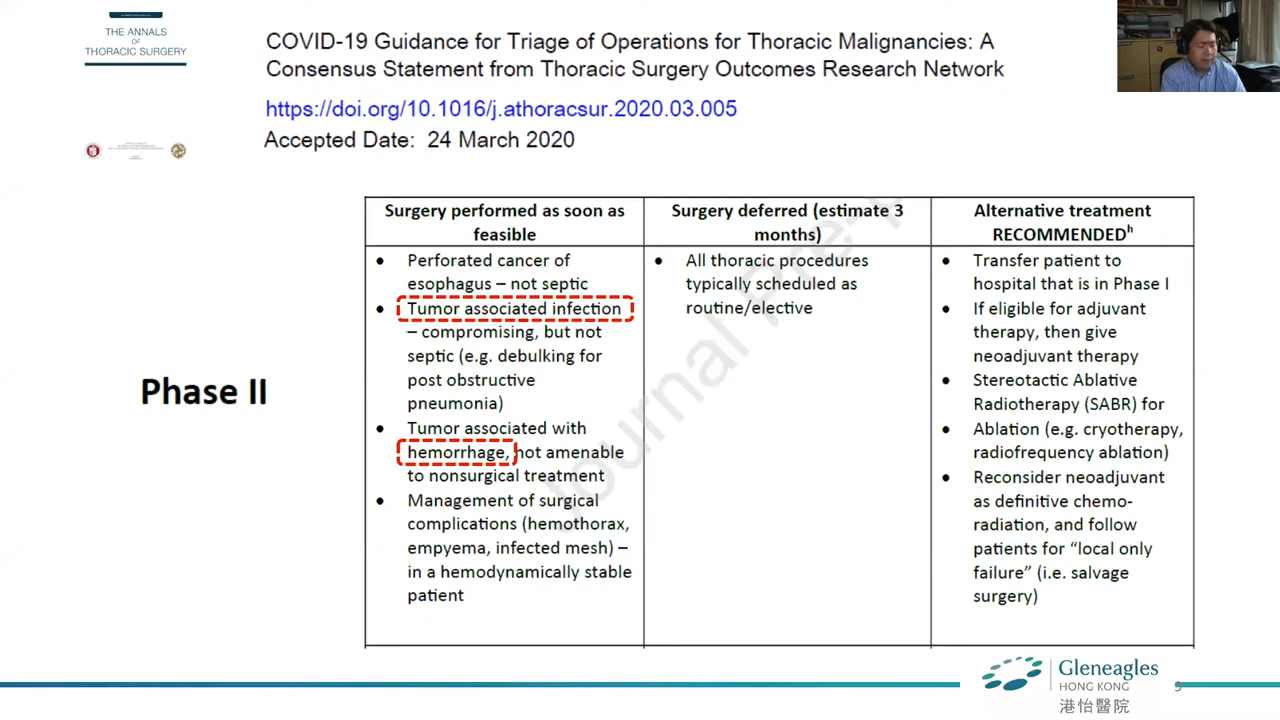 THE ANNALS
OF
THORACIC SURGERY
COVID-19 Guidance for Triage of Operations for Thoracic Malignancies: A
Consensus Statement from Thoracic Surgery Outcomes Research Network
https://doi.org/10.1016/j.athoracsur.2020.03.005
Accepted Date: 24 March 2020
Phase II
Surgery performed as soon as
feasible
• Perforated cancer of
esophagus – not septic
• Tumor associated infection
– compromising, but not
septic (e.g. debulking for
post obstructive
pneumonia)
• Tumor associated with
hemorrhage, not amenable
to nonsurgical treatment
• Management of surgical
complications (hemothorax,
empyema, infected mesh) –
in a hemodynamically stable
patient
Surgery deferred (estimate 3
months)
• All thoracic procedures
typically scheduled as
routine/elective
Alternative treatment
RECOMMENDEDʰ
• Transfer patient to
hospital that is in Phase I
• If eligible for adjuvant
therapy, then give
neoadjuvant therapy
• Stereotactic Ablative
Radiotherapy (SABR) for
• Ablation (e.g. cryotherapy,
radiofrequency ablation)
• Reconsider neoadjuvant
as definitive chemo-
radiation, and follow
patients for “local only
failure” (i.e. salvage
surgery)
Journal Pre-p
Gleneagles
HONG KONG
港怡醫院
9